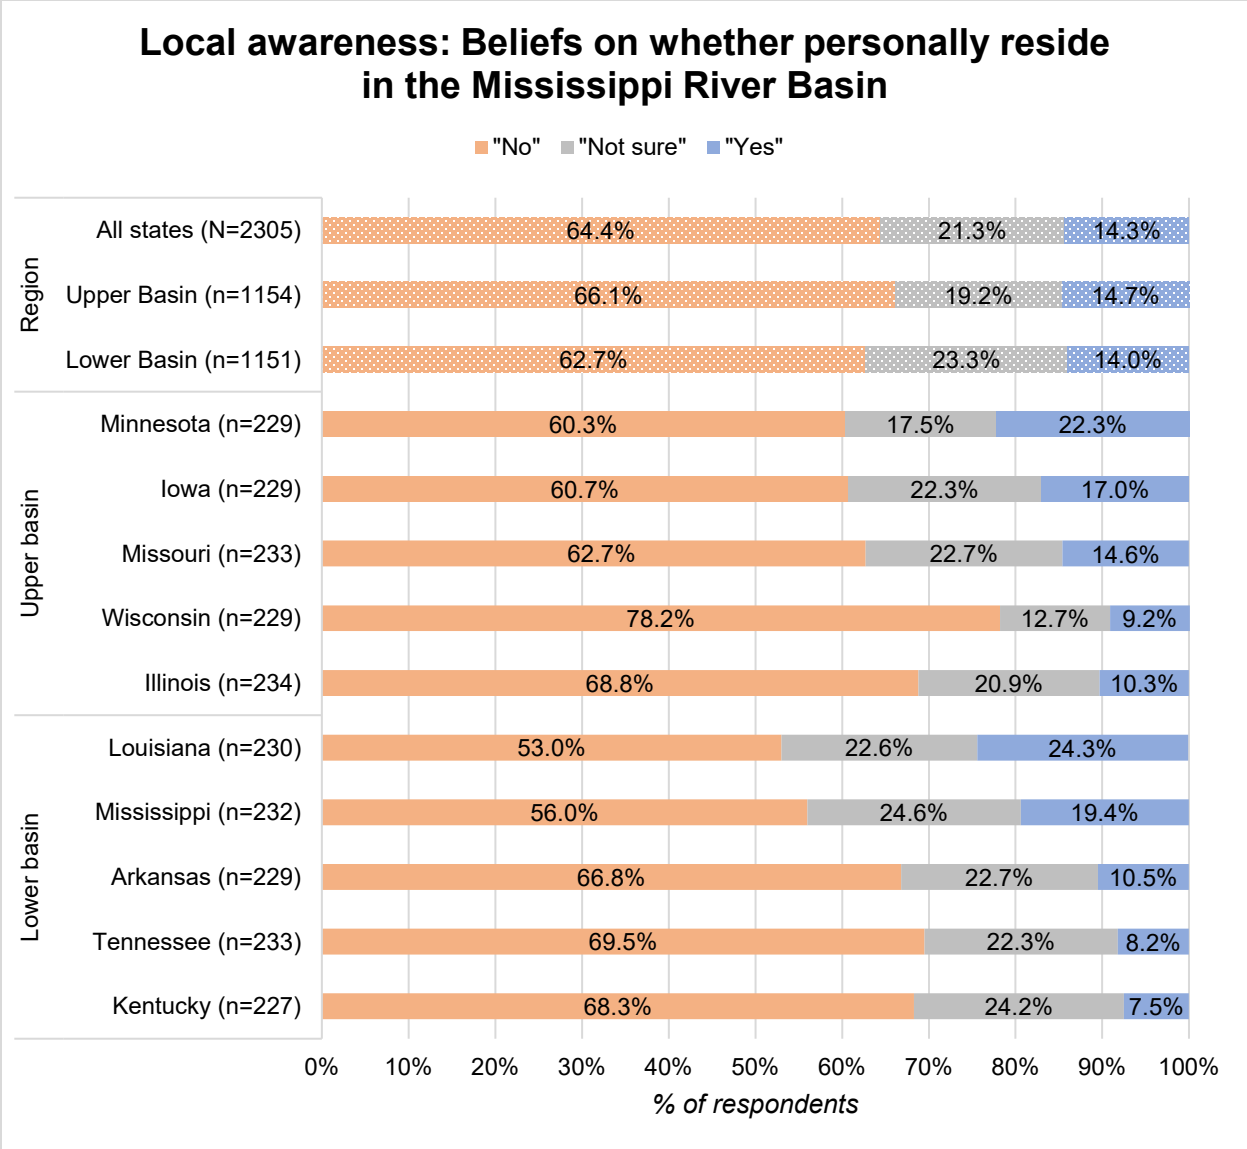 Local awareness: Beliefs on whether personally reside
in the Mississippi River Basin
"No" "Not sure" "Yes"
Region
All states (N=2305) 64.4% 21.3% 14.3%
Upper Basin (n=1154) 66.1% 19.2% 14.7%
Lower Basin (n=1151) 62.7% 23.3% 14.0%
Upper basin
Minnesota (n=229) 60.3% 17.5% 22.3%
Iowa (n=229) 60.7% 22.3% 17.0%
Missouri (n=233) 62.7% 22.7% 14.6%
Wisconsin (n=229) 78.2% 12.7% 9.2%
Illinois (n=234) 68.8% 20.9% 10.3%
Lower basin
Louisiana (n=230) 53.0% 22.6% 24.3%
Mississippi (n=232) 56.0% 24.6% 19.4%
Arkansas (n=229) 66.8% 22.7% 10.5%
Tennessee (n=233) 69.5% 22.3% 8.2%
Kentucky (n=227) 68.3% 24.2% 7.5%
0% 10% 20% 30% 40% 50% 60% 70% 80% 90% 100%
% of respondents